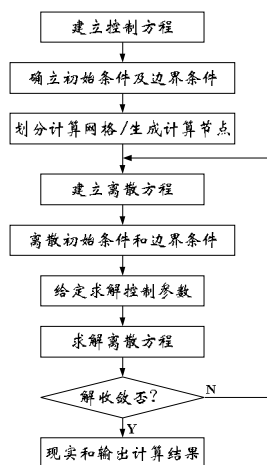 建立控制方程
确立初始条件及边界条件
划分计算网格/生成计算节点
建立离散方程
离散初始条件和边界条件
给定求解控制参数
求解离散方程
解收敛否?
N
Y
现实和输出计算结果